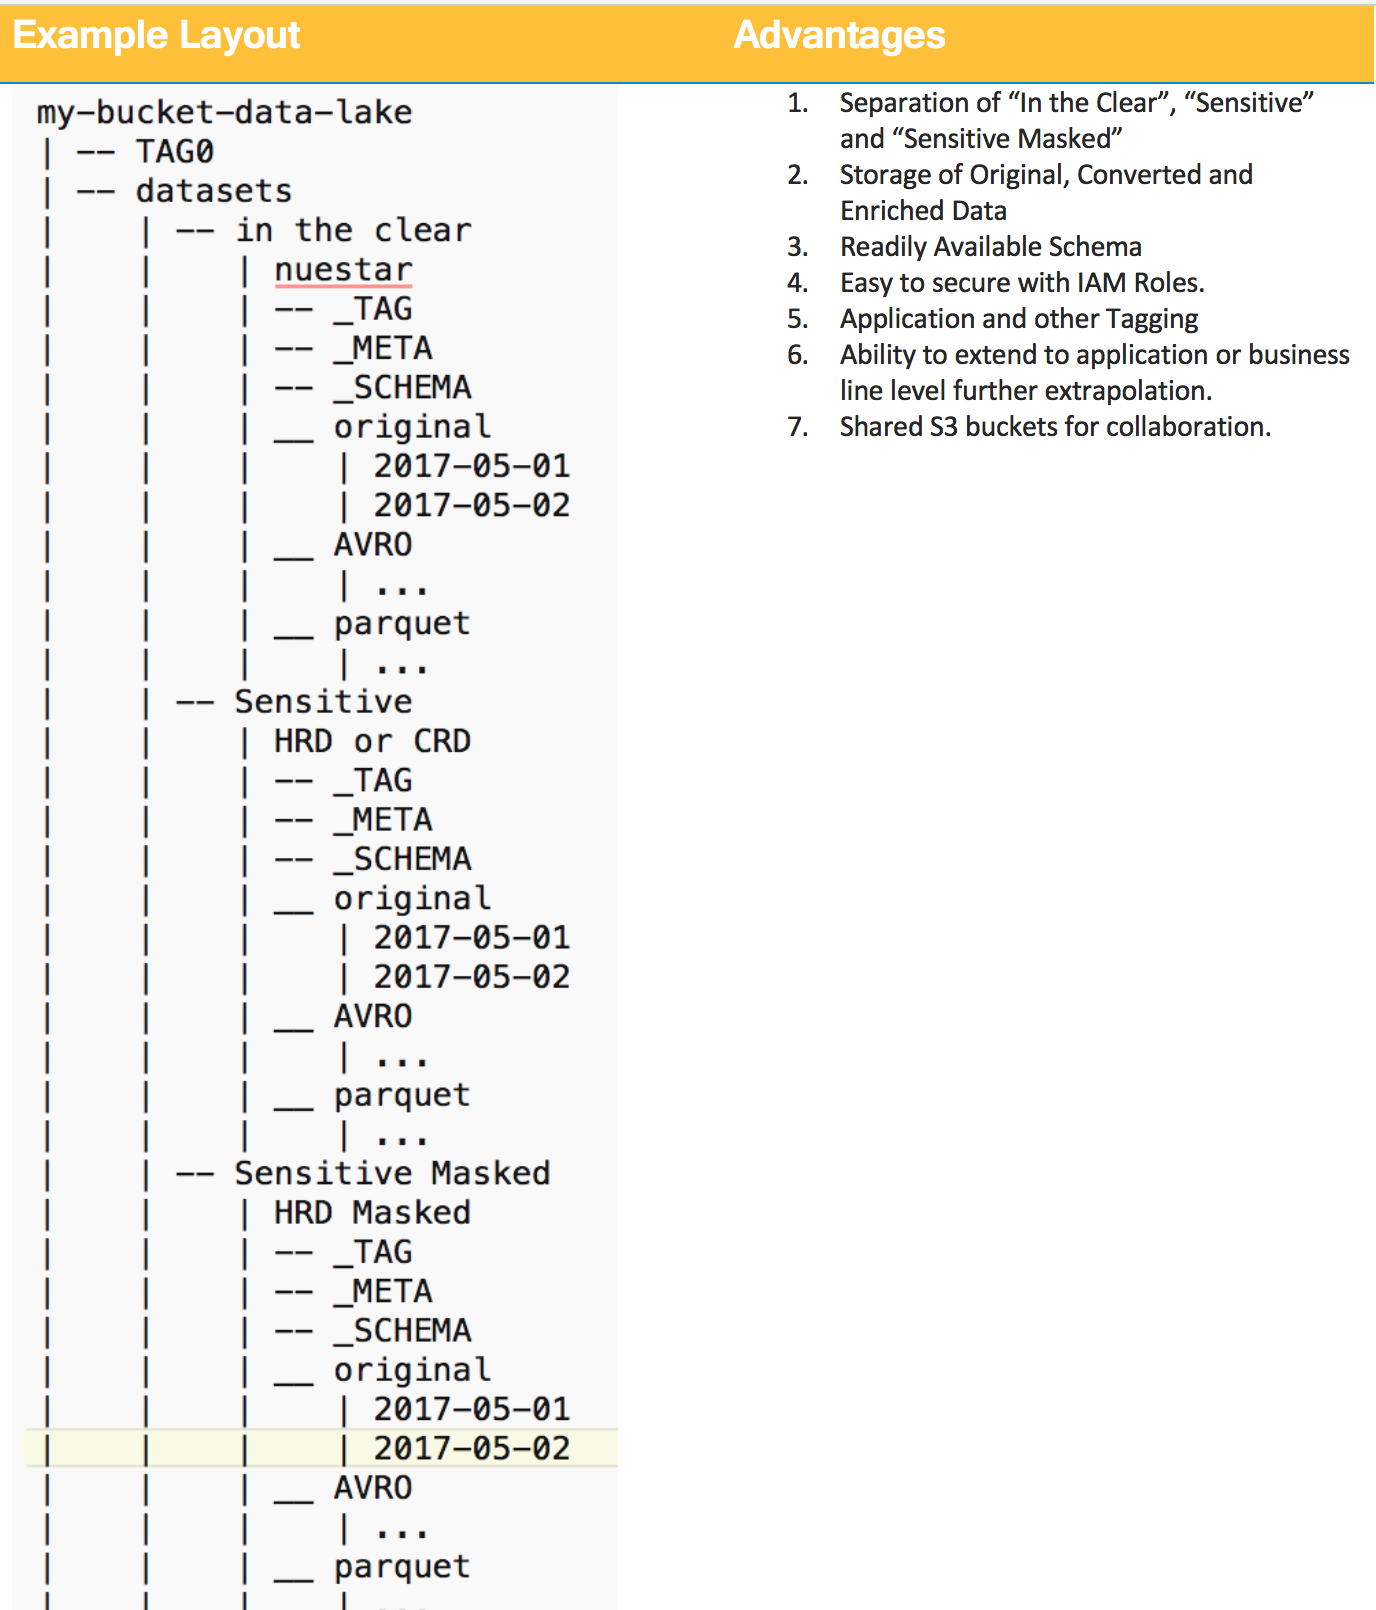 Example Layout
Advantages
my-bucket-data-lake
| -- TAG0
| -- datasets
|    | -- in the clear
|    |    | nuestar
|    |    | -- _TAG
|    |    | -- _META
|    |    | -- _SCHEMA
|    |    | __ original
|    |    |    | 2017-05-01
|    |    |    | 2017-05-02
|    |    | __ AVRO
|    |    |    | ...
|    |    | __ parquet
|    |    |    | ...
|    | -- Sensitive
|    |    | HRD or CRD
|    |    | -- _TAG
|    |    | -- _META
|    |    | -- _SCHEMA
|    |    | __ original
|    |    |    | 2017-05-01
|    |    |    | 2017-05-02
|    |    | __ AVRO
|    |    |    | ...
|    |    | __ parquet
|    |    |    | ...
|    | -- Sensitive Masked
|    |    | HRD Masked
|    |    | -- _TAG
|    |    | -- _META
|    |    | -- _SCHEMA
|    |    | __ original
|    |    |    | 2017-05-01
|    |    |    | 2017-05-02
|    |    | __ AVRO
|    |    |    | ...
|    |    | __ parquet
|    |    |    | ...
1. Separation of “In the Clear”, “Sensitive”
and “Sensitive Masked”
2. Storage of Original, Converted and
Enriched Data
3. Readily Available Schema
4. Easy to secure with IAM Roles.
5. Application and other Tagging
6. Ability to extend to application or business
line level further extrapolation.
7. Shared S3 buckets for collaboration.